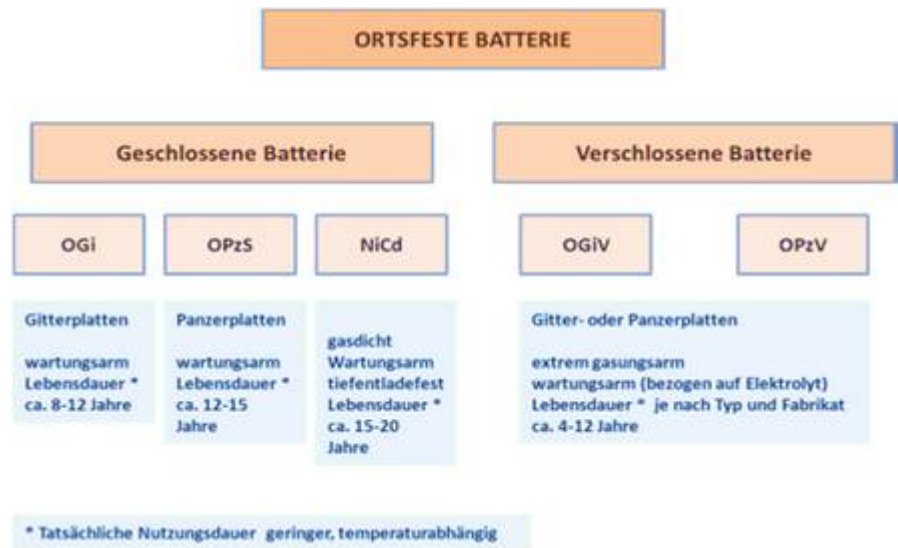 ORTSFESTE BATTERIE
Geschlossene Batterie
Verschlossene Batterie
OGi
OPzS
NiCd
OGiV
OPzV
Gitterplatten
wartungsarm
Lebensdauer *
ca. 8-12 Jahre
Panzerplatten
wartungsarm
Lebensdauer *
ca. 12-15
Jahre
gasdicht
Wartungsarm
tiefentladefest
Lebensdauer *
ca. 15-20
Jahre
Gitter- oder Panzerplatten
extrem gasungsarm
wartungsarm (bezogen auf Elektrolyt)
Lebensdauer * je nach Typ und Fabrikat
ca. 4-12 Jahre
* Tatsächliche Nutzungsdauer geringer, temperaturabhängig